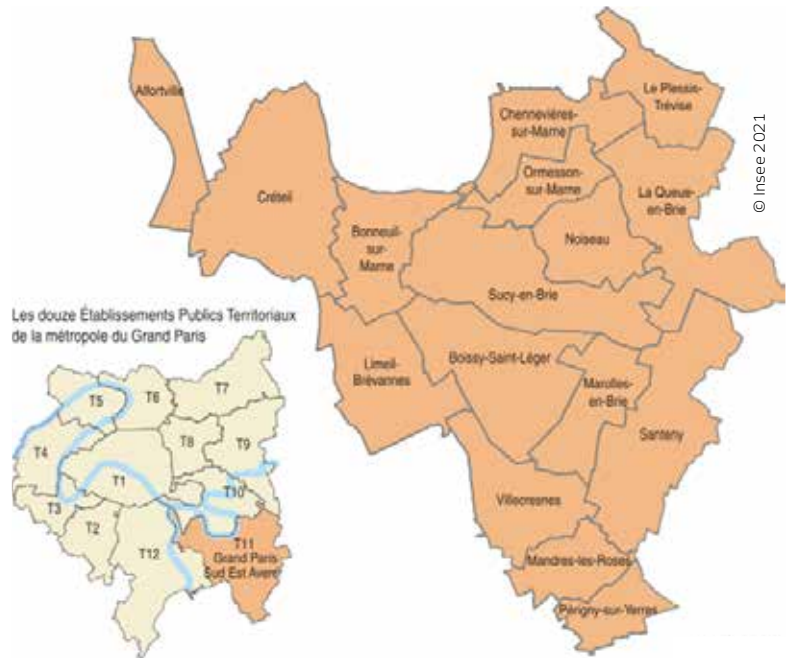 Alfortville
Le Plessis-
Trévise
Chennevières-
sur-Marne
© Insee 2021
Ormesson-
sur-Marne
La Queue-
en-Brie
Créteil
Bonneuil-
sur-
Marne
Noiseau
Sucy-en-Brie
Les douze Établissements Publics Territoriaux
de la métropole du Grand Paris
Limeil-
Brévannes
Boissy-Saint-Léger
Marolles-
en-Brie
Santeny
Villecresnes
Mandres-les-Roses
Périgny-sur-Yerres
T7
T6
T5
T8
T9
T4
T1
T10
T3
T2
T12
T11
Grand Paris
Sud Est Avenir